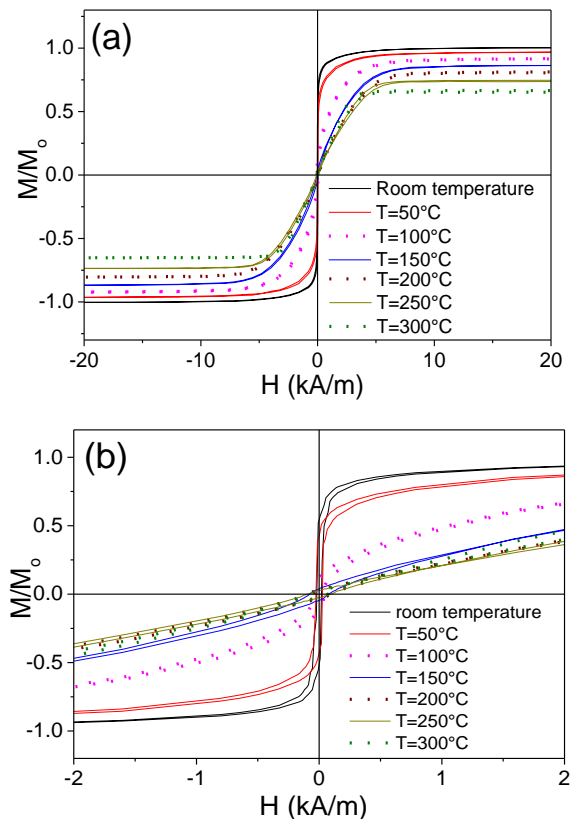 (a)
1.0
0.5
0.0
-0.5
-1.0
M/Mo
Room temperature
T=50°C
T=100°C
T=150°C
T=200°C
T=250°C
T=300°C
-20 -10 0 10 20
H (kA/m)
(b)
1.0
0.5
0.0
-0.5
-1.0
M/Mo
room temperature
T=50°C
T=100°C
T=150°C
T=200°C
T=250°C
T=300°C
-2 -1 0 1 2
H (kA/m)